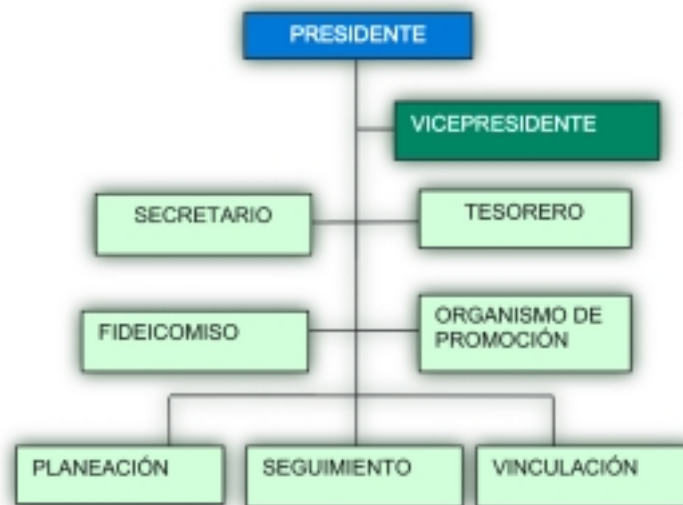 PRESIDENTE
VICEPRESIDENTE
SECRETARIO
TESORERO
FIDEICOMISO
ORGANISMO DE
PROMOCIÓN
PLANEACIÓN
SEGUIMIENTO
VINCULACIÓN